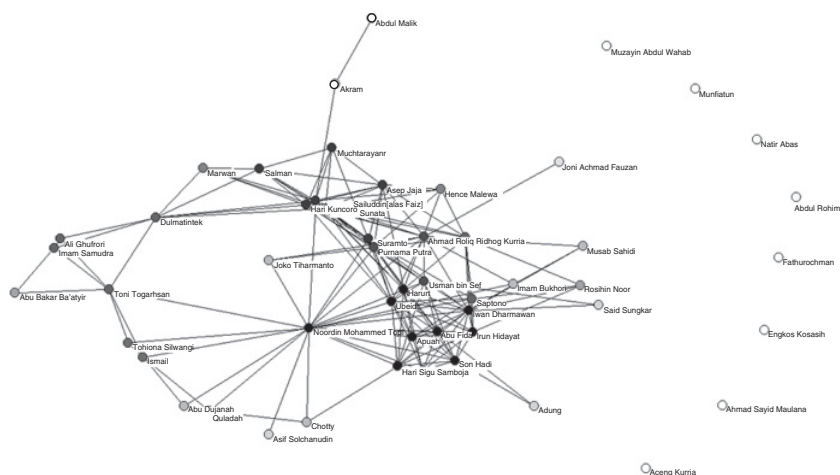 Abdul Malik
Muzayin Abdul Wahab
Akram
Munfiatun
Natir Abas
Muchtarayanr
Joni Achmad Fauzan
Marwan
Salman
Asep Jaja
Hence Malewa
Abdul Rohim
Sailuddin[alas Faiz]
Hari Kuncoro
Sunata
Dulmatintek
Ali Ghufrori
Suramto
Ahmad Roliq Ridhog Kurria
Imam Samudra
Purnama Putra
Musab Sahidi
Joko Tiharmanto
Fathurochman
Usman bin Sef
Imam Bukhori
Rosihin Noor
Abu Bakar Ba'atyir
Toni Togarhsan
Harurt
Ubeid
Saptono
Said Sungkar
Iwan Dharmawan
Noordin Mohammed Top
Abu Fida
Irun Hidayat
Engkos Kosasih
Apuah
Tohiona Silwangi
Ismail
Son Hadi
Hari Sigu Samboja
Abu Dujanah
Adung
Ahmad Sayid Maulana
Quladah
Chotty
Asif Solchanudin
Aceng Kurria